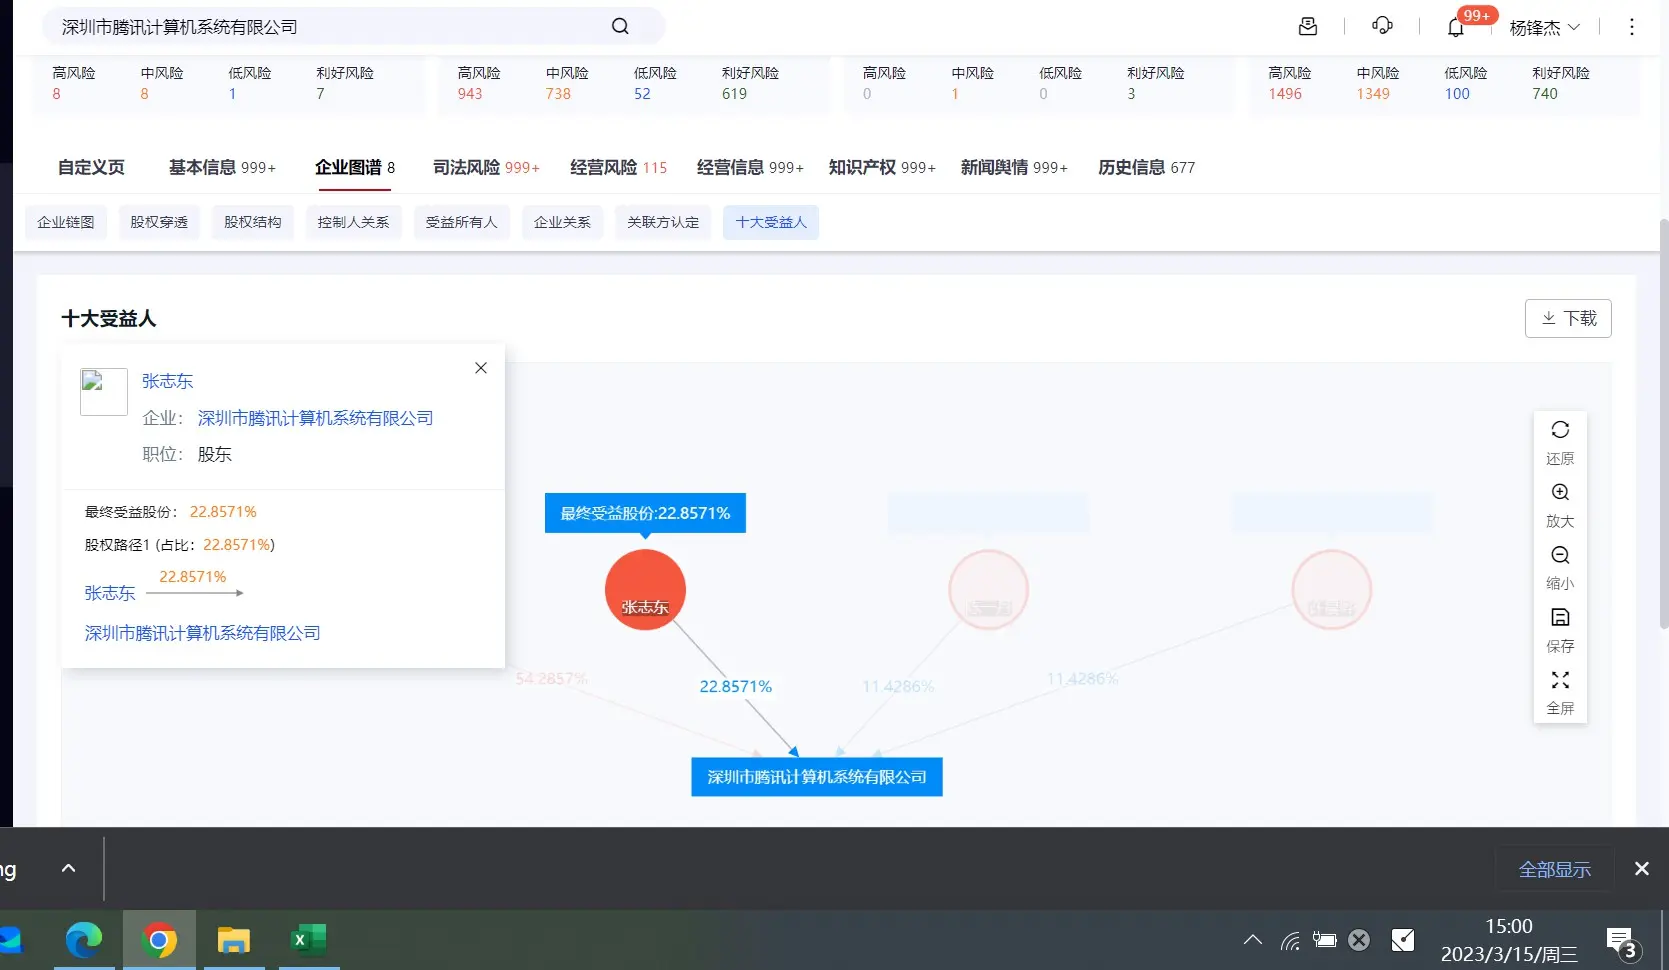 深圳市腾讯计算机系统有限公司
99+
杨锋杰
高风险 中风险 低风险 利好风险
8 8 1 7
高风险 中风险 低风险 利好风险
943 738 52 619
高风险 中风险 低风险 利好风险
0 1 0 3
高风险 中风险 低风险 利好风险
1496 1349 100 740
自定义页 基本信息 999+ 企业图谱 8 司法风险 999+ 经营风险 115 经营信息 999+ 知识产权 999+ 新闻舆情 999+ 历史信息 677
企业链图 股权穿透 股权结构 控制人关系 受益所有人 企业关系 关联方认定 十大受益人
十大受益人
下载
张志东
企业： 深圳市腾讯计算机系统有限公司
职位： 股东
最终受益股份： 22.8571%
股权路径1 (占比：22.8571%)
22.8571%
张志东
深圳市腾讯计算机系统有限公司
最终受益股份:22.8571%
张志东
54.2857%
22.8571%
11.4286%
11.4286%
深圳市腾讯计算机系统有限公司
还原
放大
缩小
保存
全屏
ng
全部显示
15:00
2023/3/15/周三
3